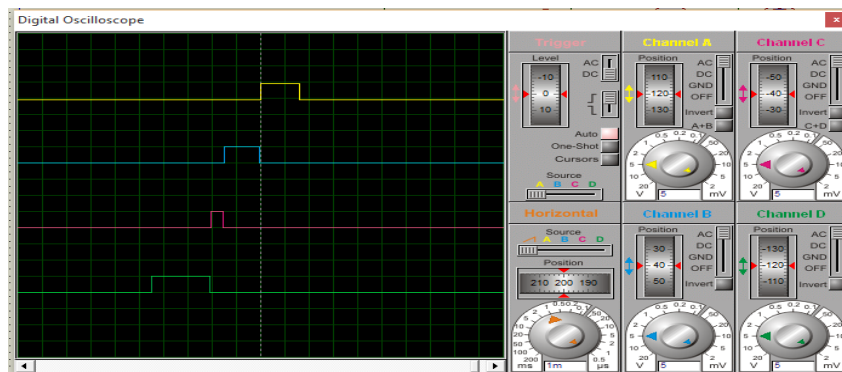 Digital Oscilloscope
Trigger
Level
-10
0
10
AC
DC
Auto
One-Shot
Cursors
Source
A B C D
Channel A
Position
110
120
130
AC
DC
GND
OFF
Invert
A+B
V 5 mV
Channel C
Position
-50
-40
-30
AC
DC
GND
OFF
Invert
C+D
V 5 mV
Horizontal
Source
A B C D
Position
210 200 190
ms 1m µs
Channel B
Position
30
40
50
AC
DC
GND
OFF
Invert
V 5 mV
Channel D
Position
-130
-120
-110
AC
DC
GND
OFF
Invert
V 5 mV